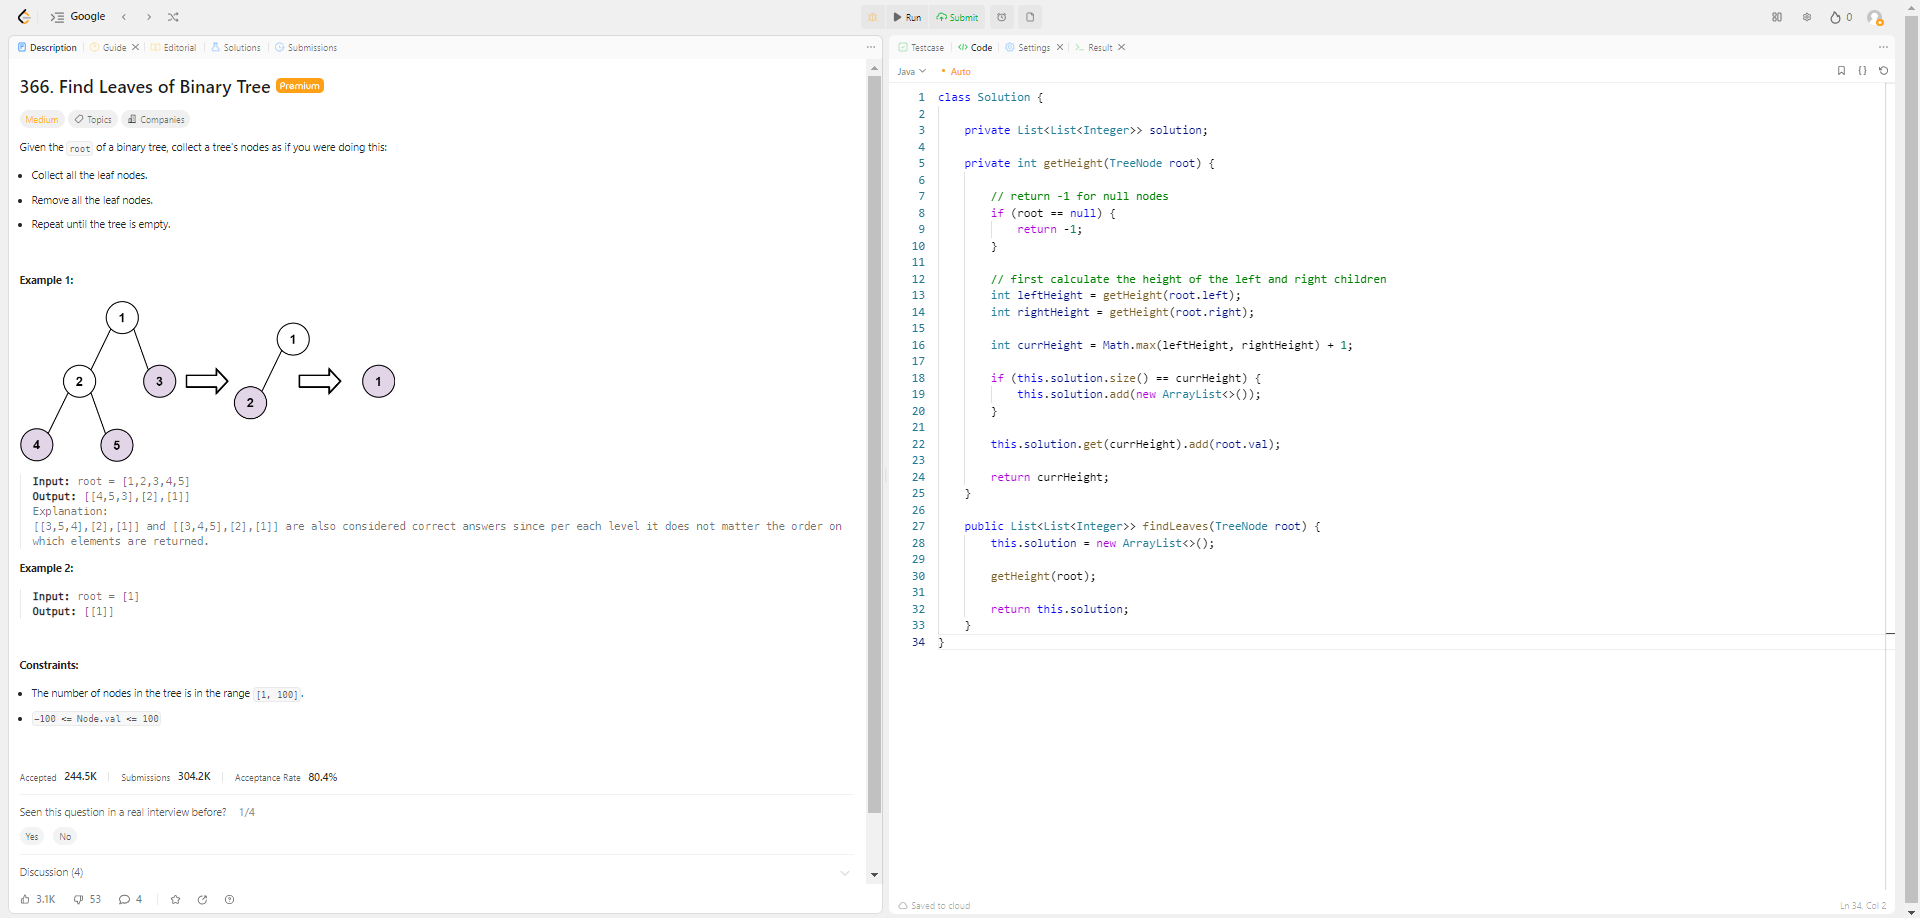 Google
Run
Submit
0
Description
Guide
Editorial
Solutions
Submissions
366. Find Leaves of Binary Tree
Premium
Medium
Topics
Companies
Given the root of a binary tree, collect a tree's nodes as if you were doing this:
• Collect all the leaf nodes.
• Remove all the leaf nodes.
• Repeat until the tree is empty.
Example 1:
1
2
3
4
5
1
2
1
Input: root = [1,2,3,4,5]
Output: [[4,5,3],[2],[1]]
Explanation:
[[3,5,4],[2],[1]] and [[3,4,5],[2],[1]] are also considered correct answers since per each level it does not matter the order on
which elements are returned.
Example 2:
Input: root = [1]
Output: [[1]]
Constraints:
• The number of nodes in the tree is in the range [1, 100].
• -100 <= Node.val <= 100
Accepted 244.5K
Submissions 304.2K
Acceptance Rate 80.4%
Seen this question in a real interview before? 1/4
Yes
No
Discussion (4)
3.1K
53
4
Testcase
Code
Settings
Result
Java
Auto
1 class Solution {
2
3     private List<List<Integer>> solution;
4
5     private int getHeight(TreeNode root) {
6
7         // return -1 for null nodes
8         if (root == null) {
9             return -1;
10         }
11
12         // first calculate the height of the left and right children
13         int leftHeight = getHeight(root.left);
14         int rightHeight = getHeight(root.right);
15
16         int currHeight = Math.max(leftHeight, rightHeight) + 1;
17
18         if (this.solution.size() == currHeight) {
19             this.solution.add(new ArrayList<>());
20         }
21
22         this.solution.get(currHeight).add(root.val);
23
24         return currHeight;
25     }
26
27     public List<List<Integer>> findLeaves(TreeNode root) {
28         this.solution = new ArrayList<>();
29
30         getHeight(root);
31
32         return this.solution;
33     }
34 }
Saved to cloud
Ln 34, Col 2